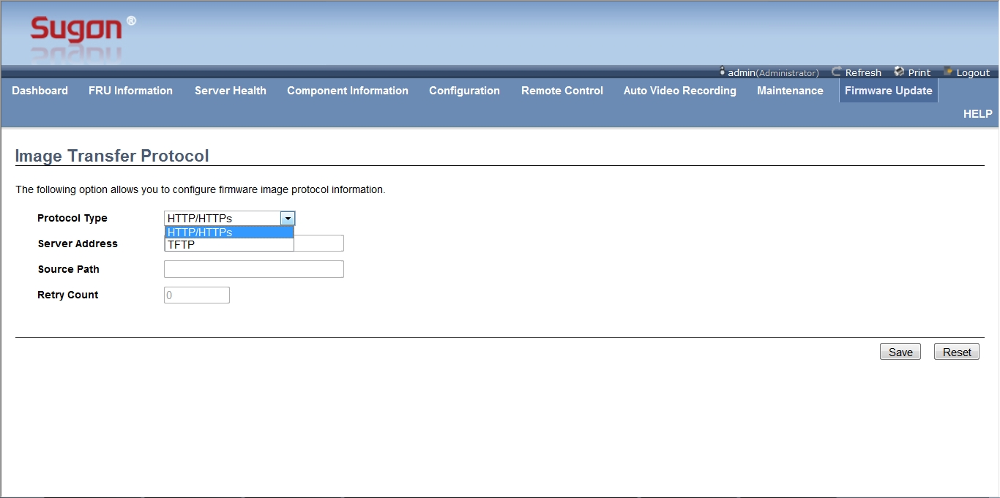 Sugon®
admin(Administrator) Refresh Print Logout
Dashboard FRU Information Server Health Component Information Configuration Remote Control Auto Video Recording Maintenance Firmware Update
HELP
Image Transfer Protocol
The following option allows you to configure firmware image protocol information.
Protocol Type HTTP/HTTPs
HTTP/HTTPs
Server Address TFTP
Source Path
Retry Count 0
Save Reset